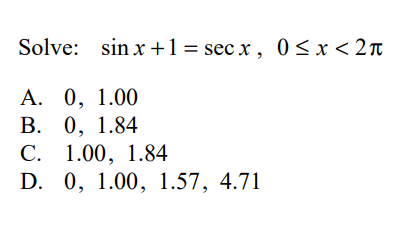 Solve: sin x + 1 = sec x , 0 ≤ x < 2π
A. 0, 1.00
B. 0, 1.84
C. 1.00, 1.84
D. 0, 1.00, 1.57, 4.71